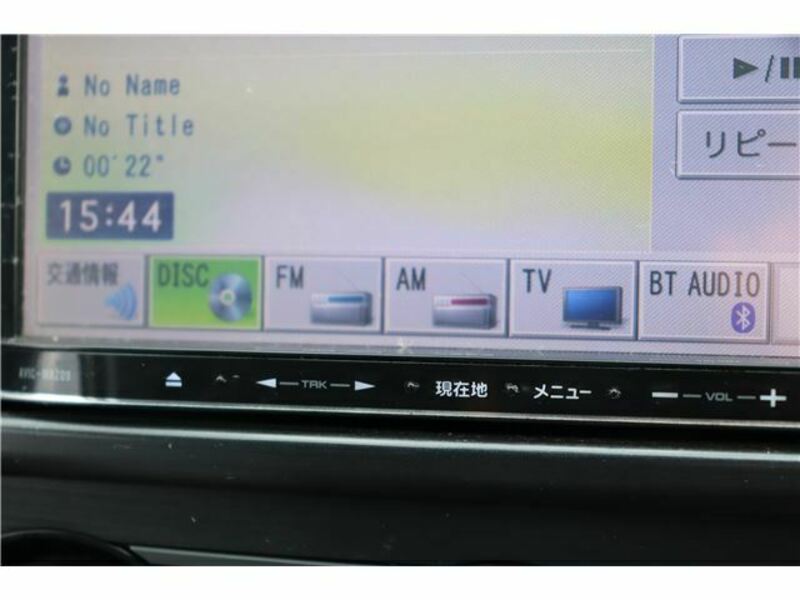 No Name
No Title
00'22"
15:44
リピー
交通情報
DISC
FM
AM
TV
BT AUDIO
TRK
現在地
メニュー
VOL